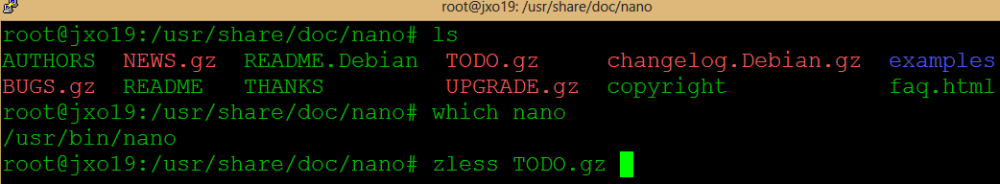 root@jxo19: /usr/share/doc/nano
root@jxo19:/usr/share/doc/nano# ls
AUTHORS NEWS.gz README.Debian TODO.gz changelog.Debian.gz examples
BUGS.gz README THANKS UPGRADE.gz copyright faq.html
root@jxo19:/usr/share/doc/nano# which nano
/usr/bin/nano
root@jxo19:/usr/share/doc/nano# zless TODO.gz